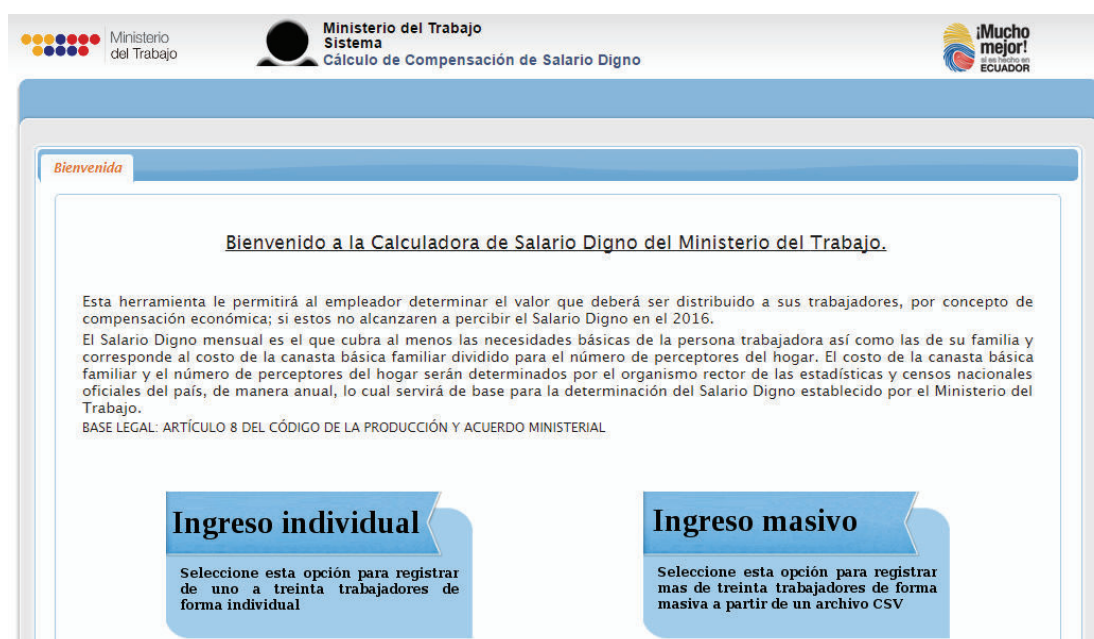 Ministerio
del Trabajo
Ministerio del Trabajo
Sistema
Cálculo de Compensación de Salario Digno
¡Mucho
mejor!
si es hecho en
ECUADOR
Bienvenida
Bienvenido a la Calculadora de Salario Digno del Ministerio del Trabajo.
Esta herramienta le permitirá al empleador determinar el valor que deberá ser distribuido a sus trabajadores, por concepto de
compensación económica; si estos no alcanzaren a percibir el Salario Digno en el 2016.
El Salario Digno mensual es el que cubra al menos las necesidades básicas de la persona trabajadora así como las de su familia y
corresponde al costo de la canasta básica familiar dividido para el número de perceptores del hogar. El costo de la canasta básica
familiar y el número de perceptores del hogar serán determinados por el organismo rector de las estadísticas y censos nacionales
oficiales del país, de manera anual, lo cual servirá de base para la determinación del Salario Digno establecido por el Ministerio del
Trabajo.
BASE LEGAL: ARTÍCULO 8 DEL CÓDIGO DE LA PRODUCCIÓN Y ACUERDO MINISTERIAL
Ingreso individual
Seleccione esta opción para registrar
de uno a treinta trabajadores de
forma individual
Ingreso masivo
Seleccione esta opción para registrar
mas de treinta trabajadores de forma
masiva a partir de un archivo CSV